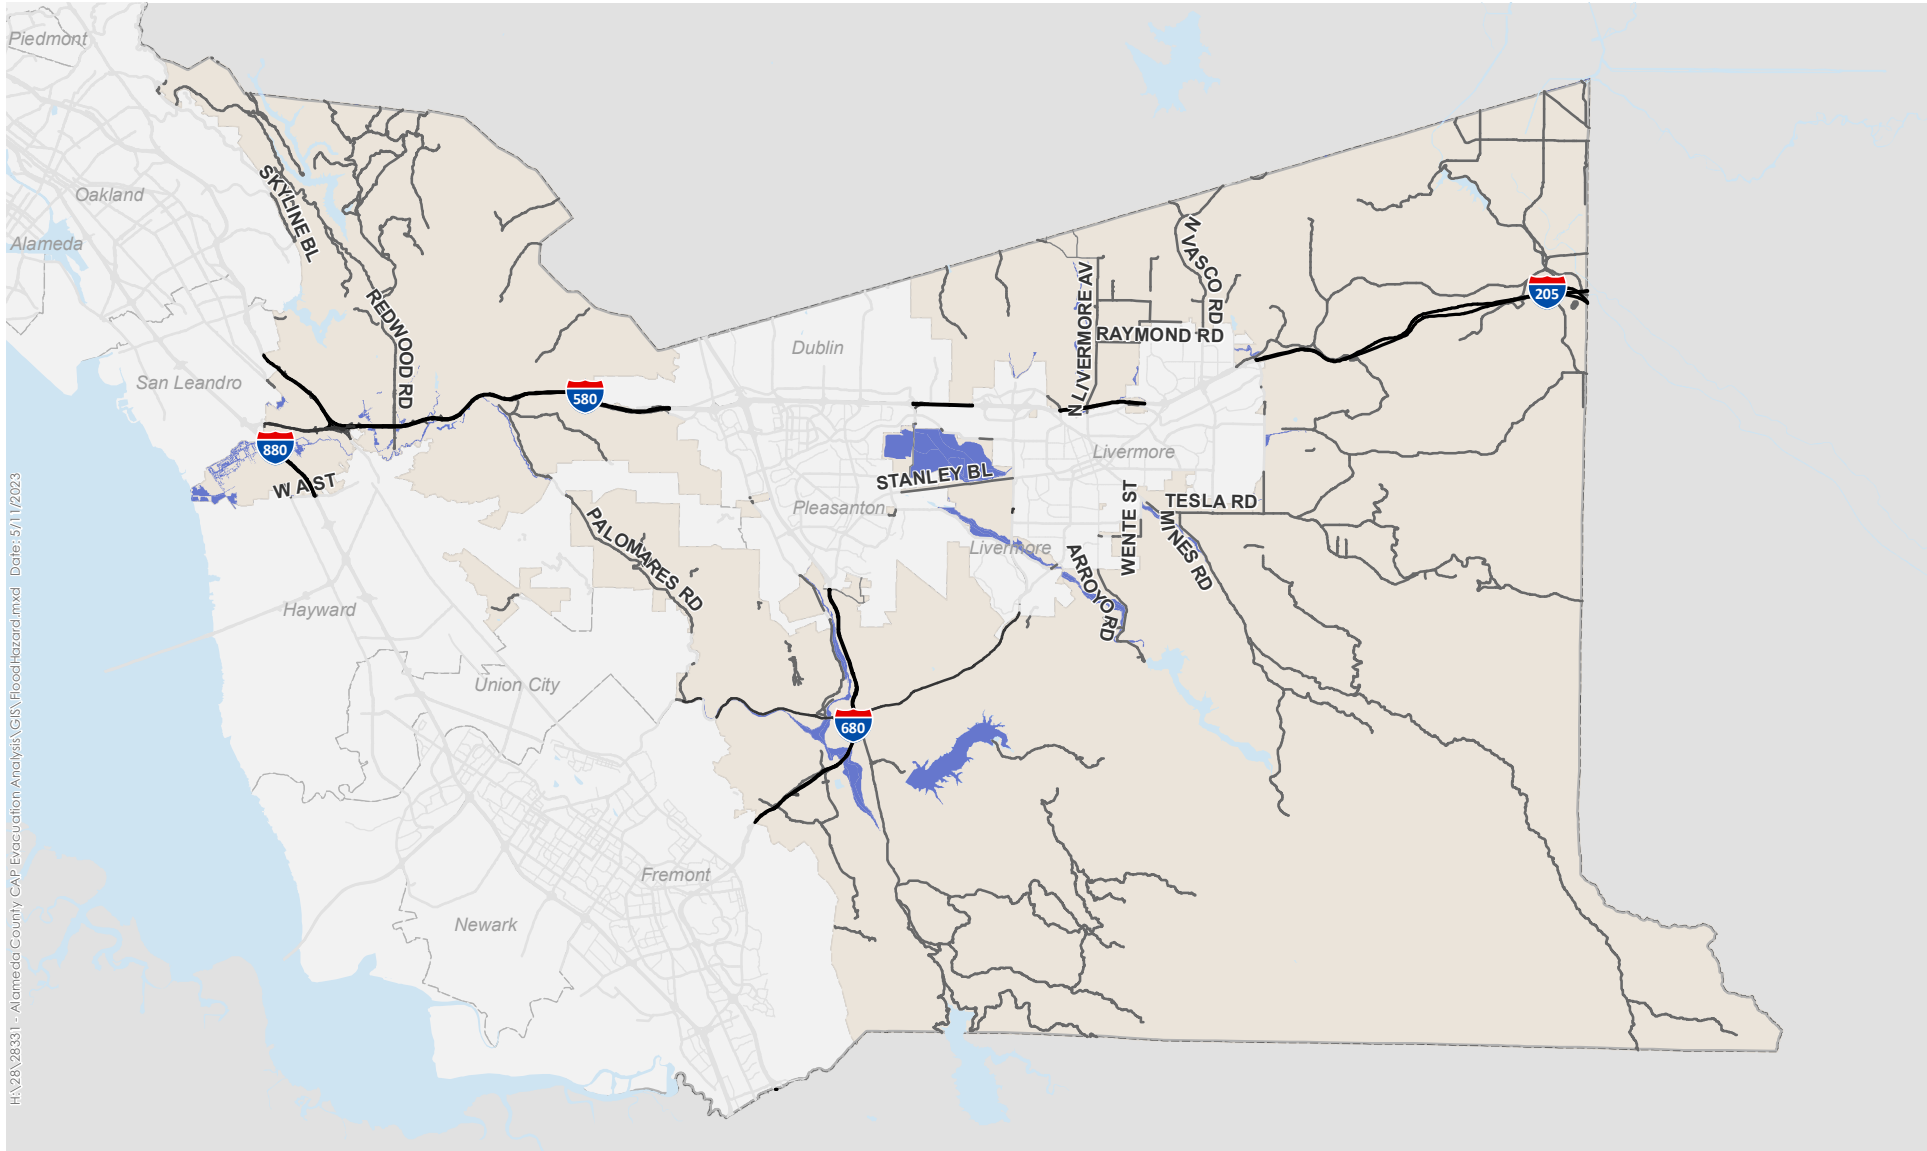 Piedmont
Oakland
SKYLINE BL
Alameda
N VASCO RD
205
REDWOOD RD
N LIVERMORE AV
RAYMOND RD
Dublin
San Leandro
580
880
Livermore
STANLEY BL
W A ST
Pleasanton
TESLA RD
WENTE ST
MINES RD
PALOMARES RD
Livermore
ARROYO RD
Hayward
Union City
680
Fremont
Newark
H:\28\28331 - Alameda County CAP Evacuation Analysis\GIS\FloodHazard.mxd Date: 5/11/2023